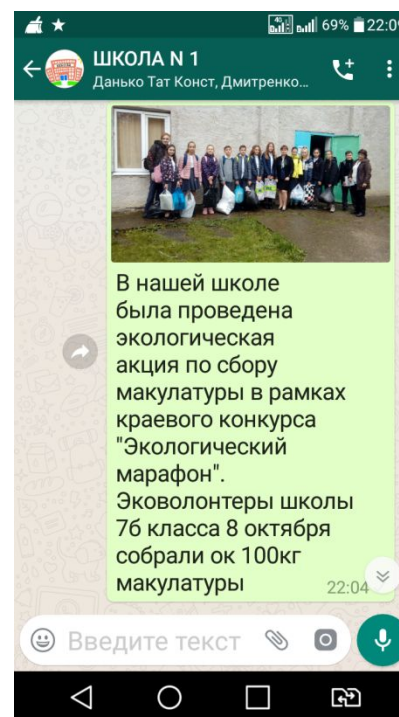 69% 22:09
ШКОЛА N 1
Данько Тат Конст, Дмитренко...
В нашей школе
была проведена
экологическая
акция по сбору
макулатуры в рамках
краевого конкурса
"Экологический
марафон".
Эковолонтеры школы
7б класса 8 октября
собрали ок 100кг
макулатуры
22:04
Введите текст